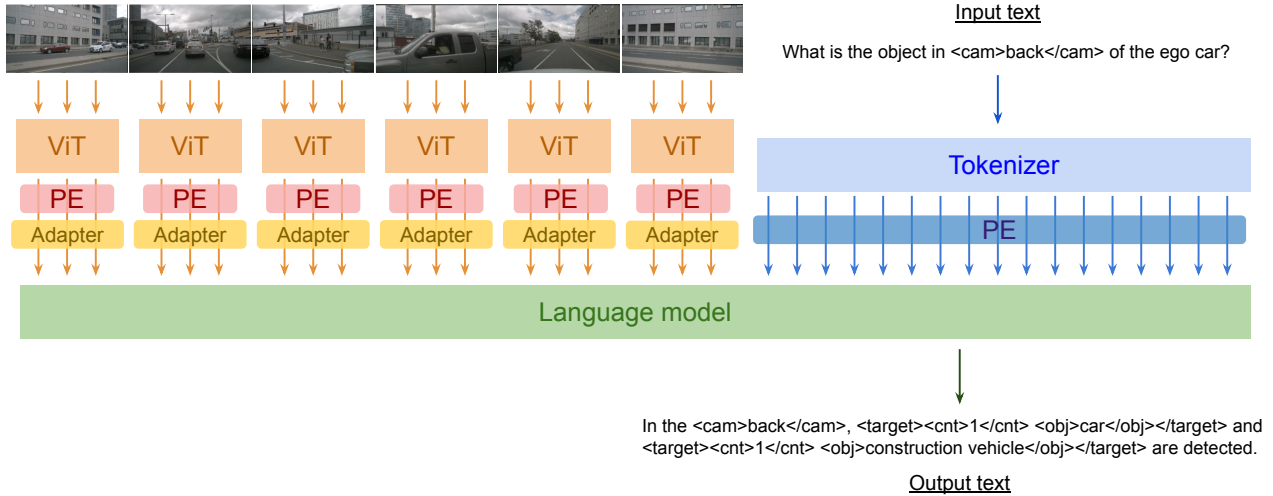 Input text
What is the object in <cam>back</cam> of the ego car?
ViT ViT ViT ViT ViT ViT
Tokenizer
PE PE PE PE PE PE
PE
Adapter Adapter Adapter Adapter Adapter Adapter
Language model
In the <cam>back</cam>, <target><cnt>1</cnt> <obj>car</obj></target> and
<target><cnt>1</cnt> <obj>construction vehicle</obj></target> are detected.
Output text